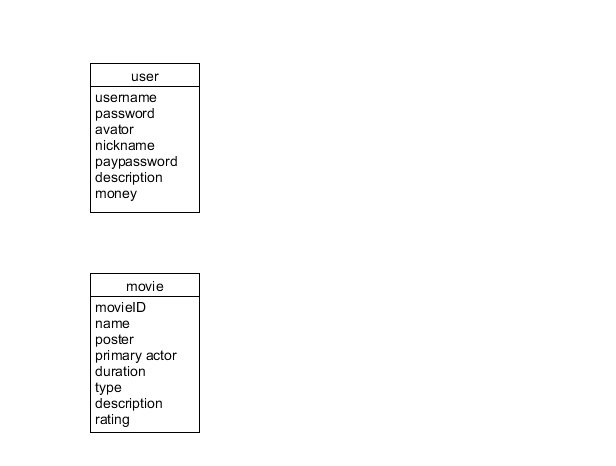 user
username
password
avator
nickname
paypassword
description
money
movie
movieID
name
poster
primary actor
duration
type
description
rating